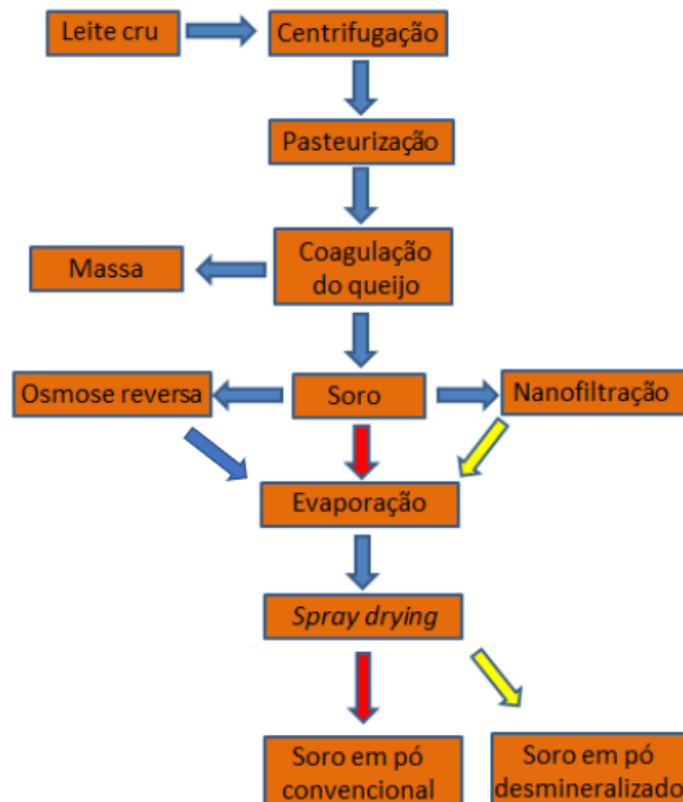 Leite cru
Centrifugação
Pasteurização
Coagulação
do queijo
Massa
Osmose reversa
Soro
Nanofiltração
Evaporação
Spray drying
Soro em pó
convencional
Soro em pó
desmineralizado